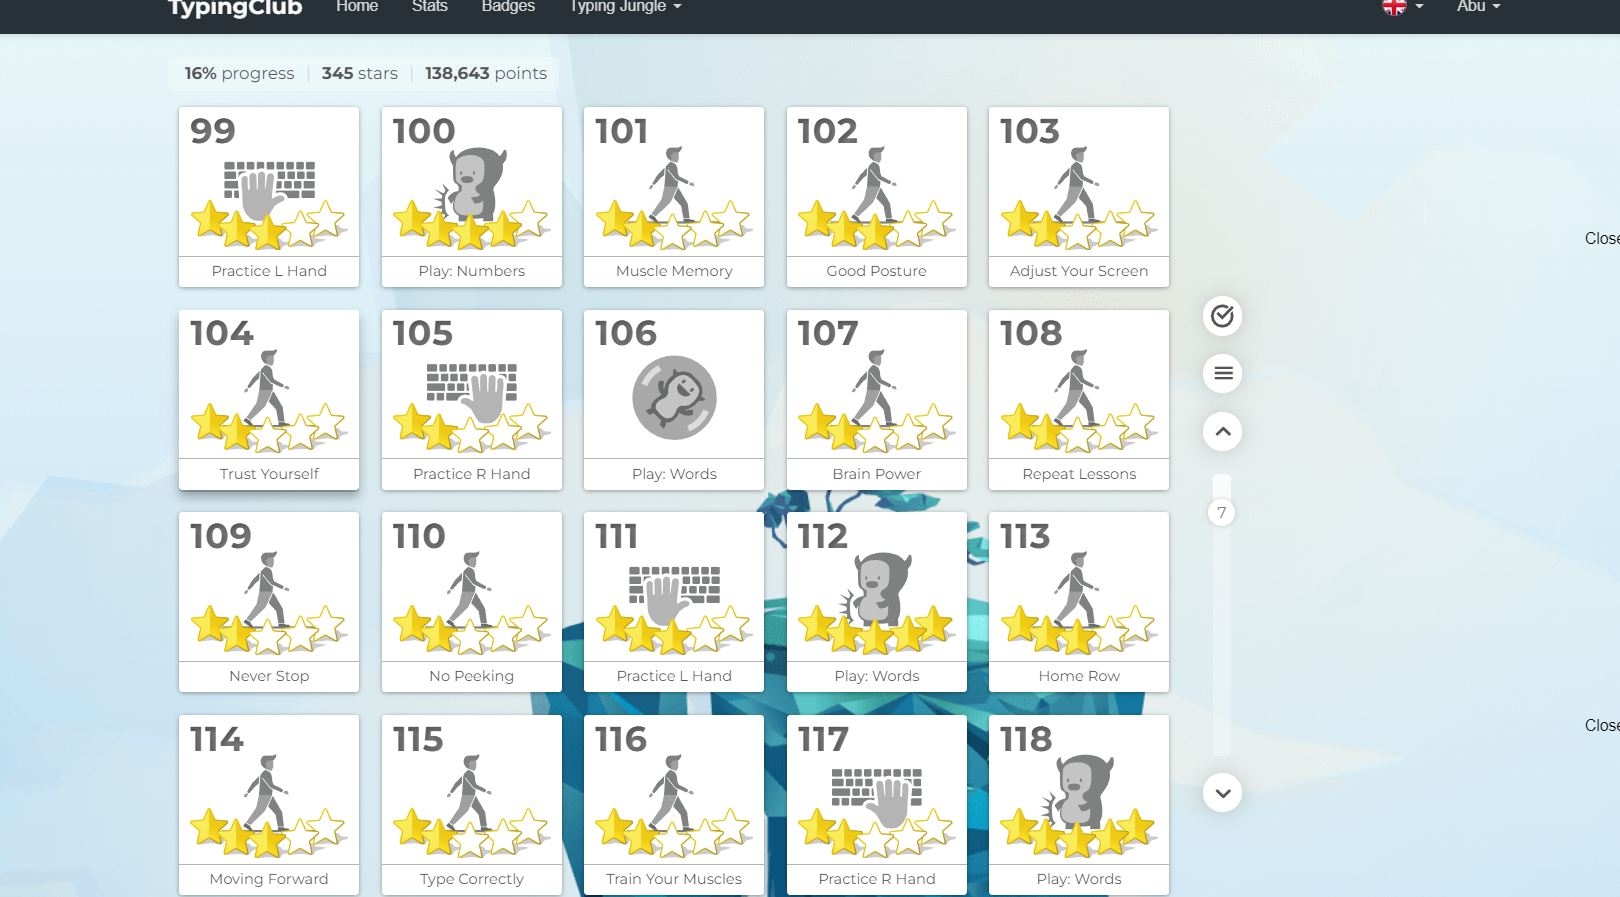 TypingClub Home Stats Badges Typing Jungle Abu
16% progress 345 stars 138,643 points
99 100 101 102 103
Practice L Hand Play: Numbers Muscle Memory Good Posture Adjust Your Screen
Close
104 105 106 107 108
Trust Yourself Practice R Hand Play: Words Brain Power Repeat Lessons
7
109 110 111 112 113
Never Stop No Peeking Practice L Hand Play: Words Home Row
114 115 116 117 118
Close
Moving Forward Type Correctly Train Your Muscles Practice R Hand Play: Words